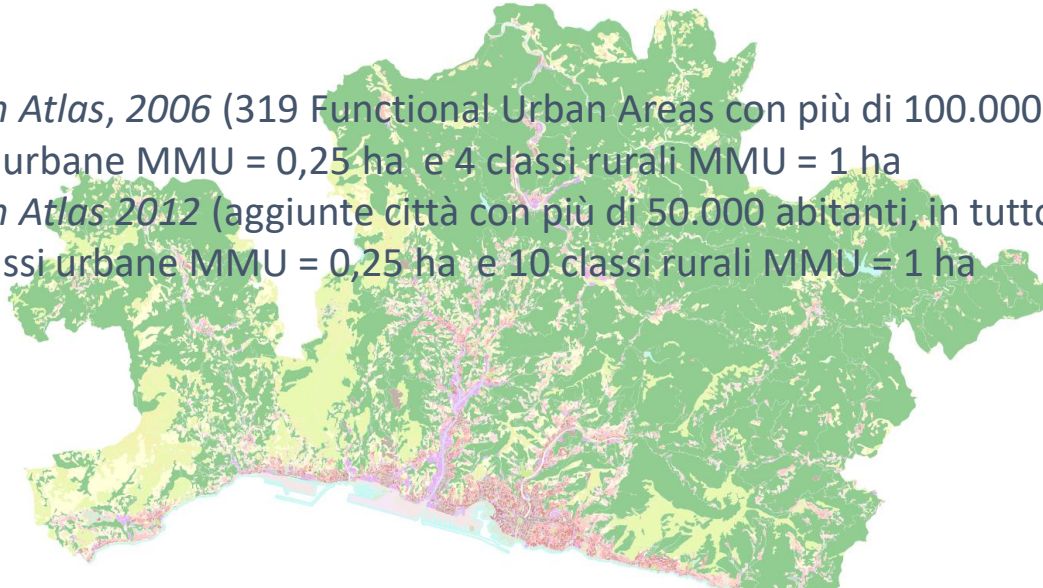 n Atlas, 2006 (319 Functional Urban Areas con più di 100.000
urbane MMU = 0,25 ha e 4 classi rurali MMU = 1 ha
n Atlas 2012 (aggiunte città con più di 50.000 abitanti, in tutto
ssi urbane MMU = 0,25 ha e 10 classi rurali MMU = 1 ha